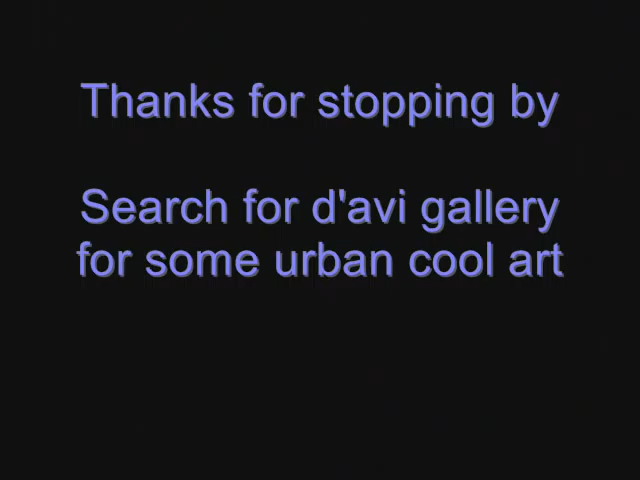 Thanks for stopping by
Search for d'avi gallery
for some urban cool art